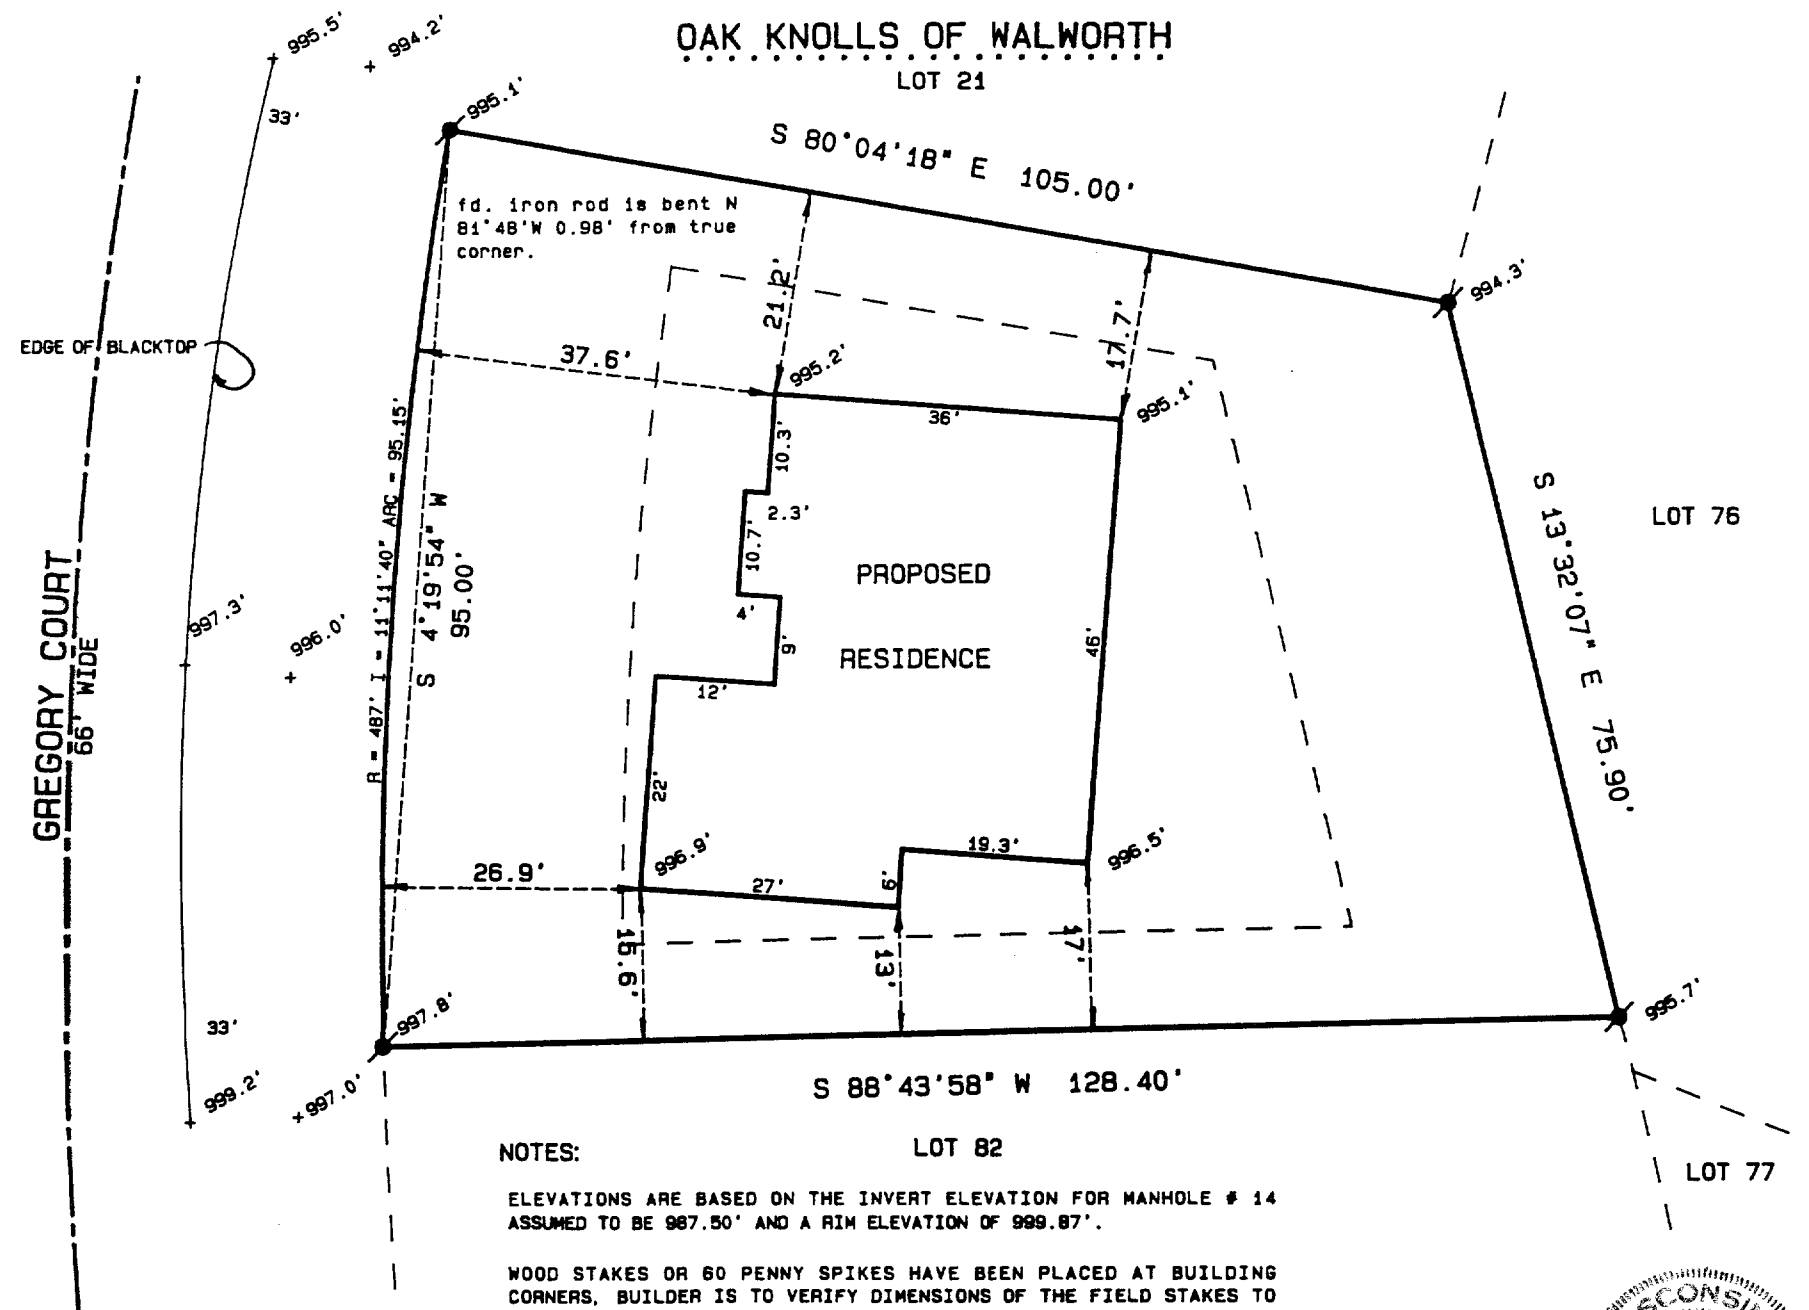 OAK KNOLLS OF WALWORTH
LOT 21
995.5'
994.2'
995.1'
33'
S 80°04'18" E 105.00'
fd. iron rod is bent N
81°48'W 0.98' from true
corner.
994.3'
21.2'
17.7'
EDGE OF BLACKTOP
37.6'
995.2'
995.1'
36'
10.3'
2.3'
10.7'
R = 487' I = 11°11'40" ARC = 95.15'
S 4°19'54" W
95.00'
S 13°32'07" E 75.90'
LOT 76
PROPOSED
RESIDENCE
4'
9'
46'
997.3'
996.0'
GREGORY COURT
66' WIDE
12'
22'
996.9'
19.3'
996.5'
26.9'
27'
6'
15.6'
13'
17'
33'
997.8'
995.7'
999.2'
997.0'
S 88°43'58" W 128.40'
LOT 82
LOT 77
NOTES:
ELEVATIONS ARE BASED ON THE INVERT ELEVATION FOR MANHOLE # 14
ASSUMED TO BE 987.50' AND A RIM ELEVATION OF 999.87'.
WOOD STAKES OR 60 PENNY SPIKES HAVE BEEN PLACED AT BUILDING
CORNERS, BUILDER IS TO VERIFY DIMENSIONS OF THE FIELD STAKES TO
SCONSI